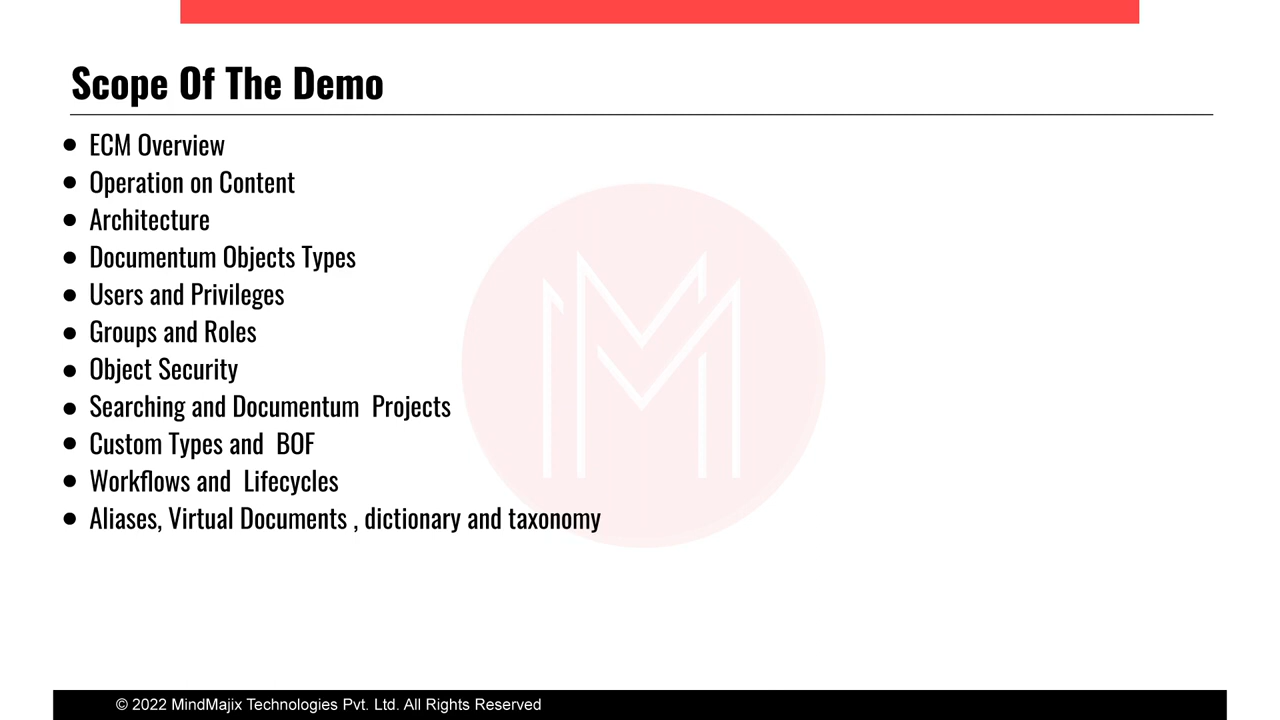 Scope Of The Demo
• ECM Overview
• Operation on Content
• Architecture
• Documentum Objects Types
• Users and Privileges
• Groups and Roles
• Object Security
• Searching and Documentum  Projects
• Custom Types and  BOF
• Workflows and  Lifecycles
• Aliases, Virtual Documents , dictionary and taxonomy
© 2022 MindMajix Technologies Pvt. Ltd. All Rights Reserved